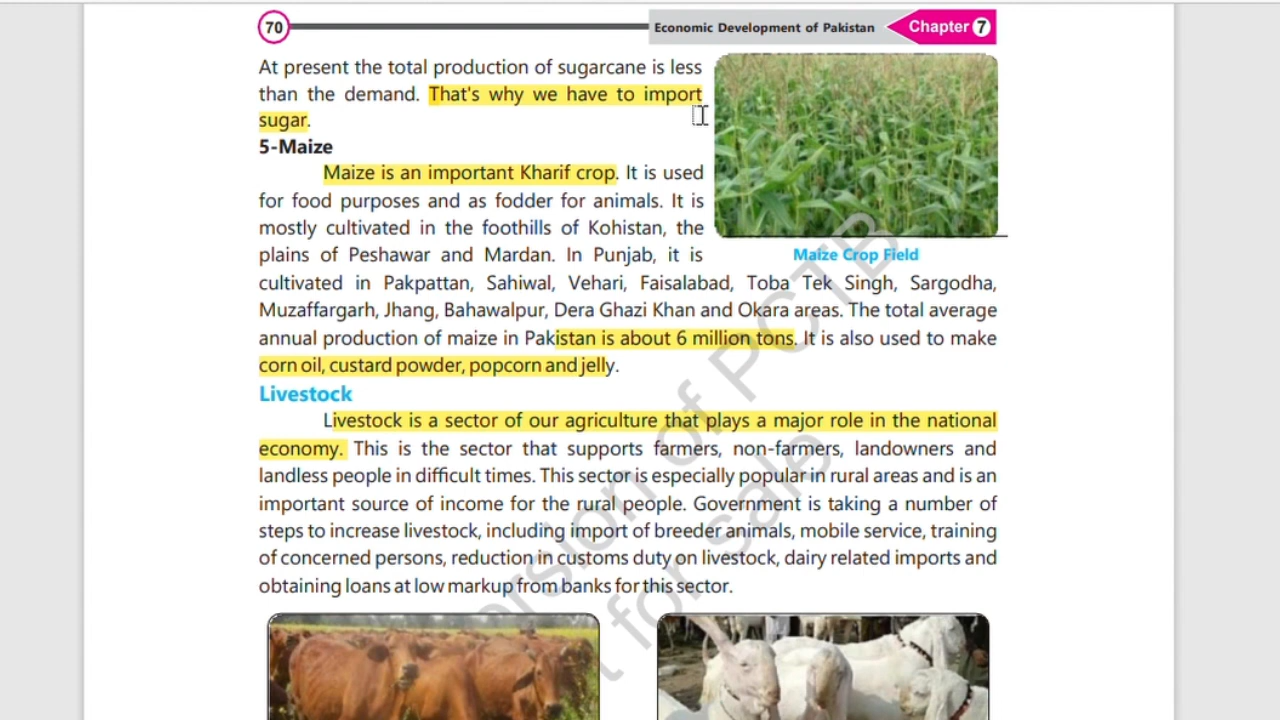 70
Economic Development of Pakistan
Chapter 7
At present the total production of sugarcane is less
than the demand. That's why we have to import
sugar.
5-Maize
Maize is an important Kharif crop. It is used
for food purposes and as fodder for animals. It is
mostly cultivated in the foothills of Kohistan, the
plains of Peshawar and Mardan. In Punjab, it is
Maize Crop Field
cultivated in Pakpattan, Sahiwal, Vehari, Faisalabad, Toba Tek Singh, Sargodha,
Muzaffargarh, Jhang, Bahawalpur, Dera Ghazi Khan and Okara areas. The total average
annual production of maize in Pakistan is about 6 million tons. It is also used to make
corn oil, custard powder, popcorn and jelly.
Livestock
Livestock is a sector of our agriculture that plays a major role in the national
economy. This is the sector that supports farmers, non-farmers, landowners and
landless people in difficult times. This sector is especially popular in rural areas and is an
important source of income for the rural people. Government is taking a number of
steps to increase livestock, including import of breeder animals, mobile service, training
of concerned persons, reduction in customs duty on livestock, dairy related imports and
obtaining loans at low markup from banks for this sector.
of PCTB
for sale